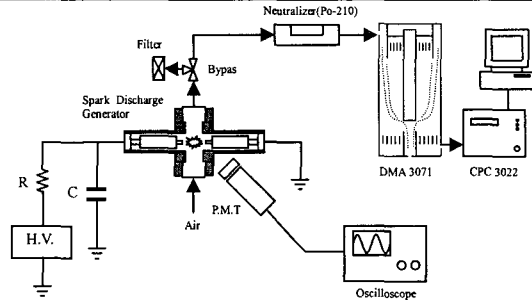 Neutralizer(Po-210)
Filter
Bypas
Spark Discharge
Generator
DMA 3071
CPC 3022
R
C
P.M.T
Air
H.V.
Oscilloscope